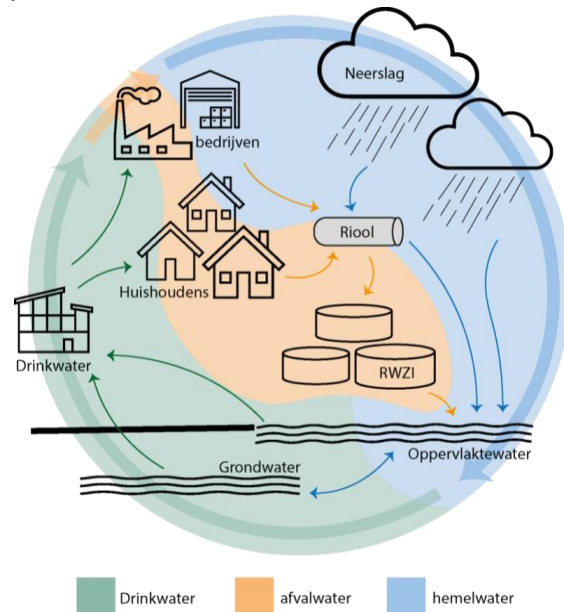 Neerslag
bedrijven
Riool
Huishoudens
Drinkwater
RWZI
Oppervlaktewater
Grondwater
Drinkwater
afvalwater
hemelwater